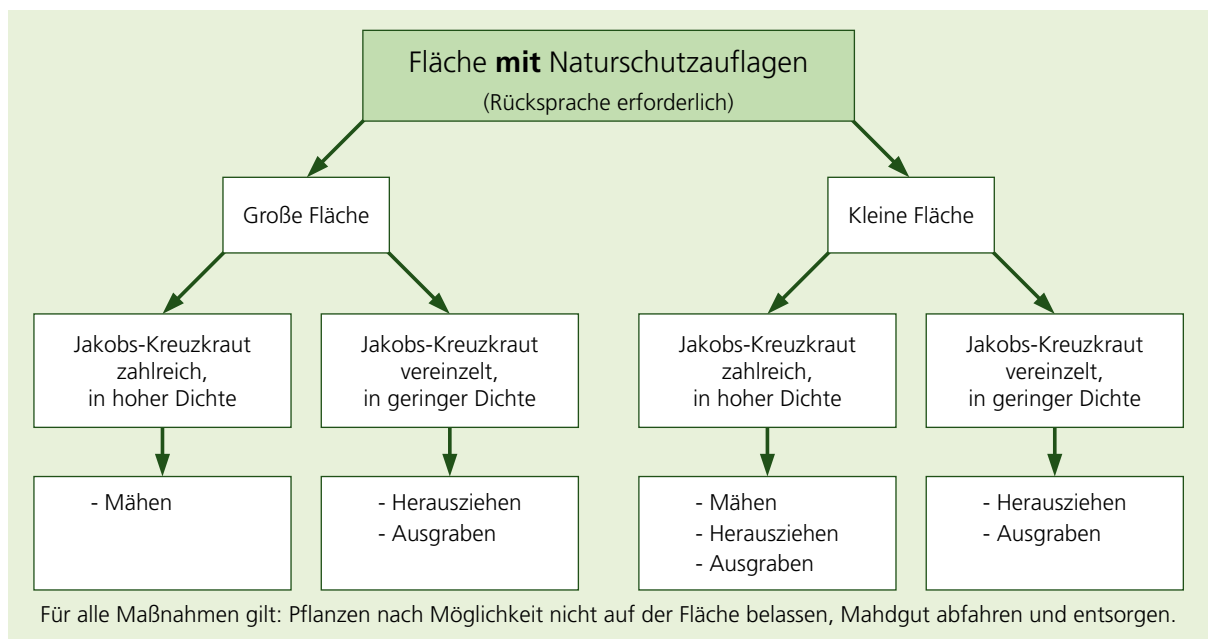 Fläche mit Naturschutzauflagen
(Rücksprache erforderlich)
Große Fläche
Kleine Fläche
Jakobs-Kreuzkraut
zahlreich,
in hoher Dichte
Jakobs-Kreuzkraut
vereinzelt,
in geringer Dichte
Jakobs-Kreuzkraut
zahlreich,
in hoher Dichte
Jakobs-Kreuzkraut
vereinzelt,
in geringer Dichte
- Mähen
- Herausziehen
- Ausgraben
- Mähen
- Herausziehen
- Ausgraben
- Herausziehen
- Ausgraben
Für alle Maßnahmen gilt: Pflanzen nach Möglichkeit nicht auf der Fläche belassen, Mahdgut abfahren und entsorgen.